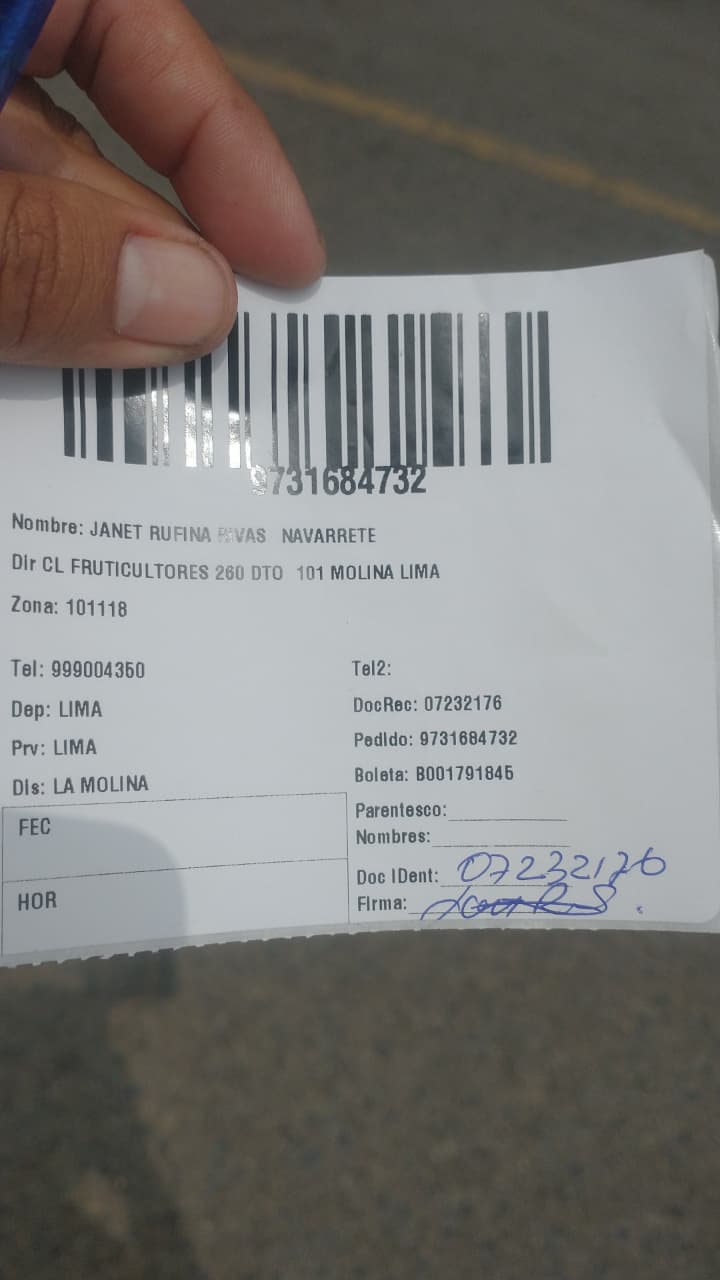 9731684732
Nombre: JANET RUFINA RIVAS NAVARRETE
Dir CL FRUTICULTORES 260 DTO 101 MOLINA LIMA
Zona: 101118
Tel: 999004350
Tel2:
Dep: LIMA
DocRec: 07232176
Prv: LIMA
Pedido: 9731684732
Dis: LA MOLINA
Boleta: B001791845
FEC
Parentesco:
Nombres:
HOR
Doc IDent: 07232176
Firma: